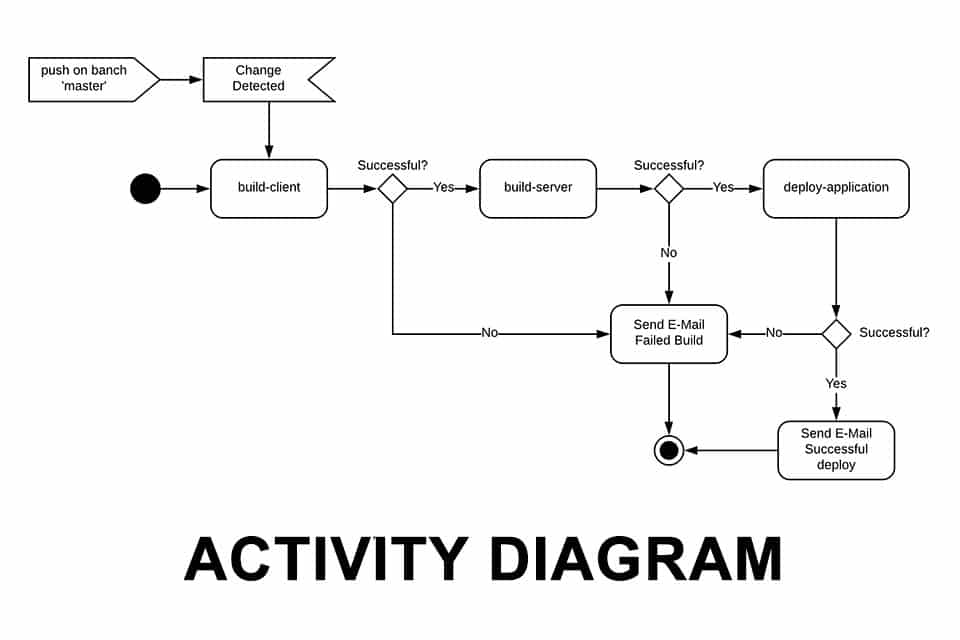 push on banch
'master'
Change
Detected
Successful?
Successful?
build-client
Yes
build-server
Yes
deploy-application
No
Send E-Mail
Failed Build
No
No
Successful?
Yes
Send E-Mail
Successful
deploy
ACTIVITY DIAGRAM